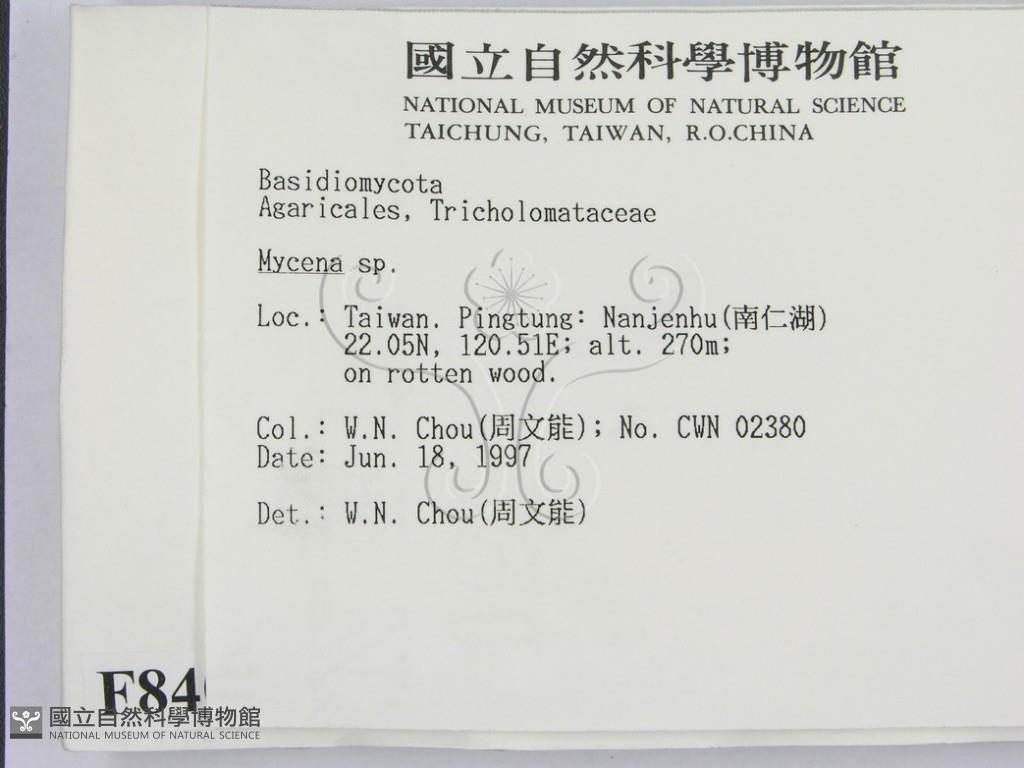 國立自然科學博物館
NATIONAL MUSEUM OF NATURAL SCIENCE
TAICHUNG, TAIWAN, R.O.CHINA
Basidiomycota
Agaricales, Tricholomataceae
Mycena sp.
Loc.: Taiwan. Pingtung: Nanjenhu(南仁湖)
22.05N, 120.51E; alt. 270m;
on rotten wood.
Col.: W.N. Chou(周文能); No. CWN 02380
Date: Jun. 18, 1997
Det.: W.N. Chou(周文能)
F84
國立自然科學博物館
NATIONAL MUSEUM OF NATURAL SCIENCE